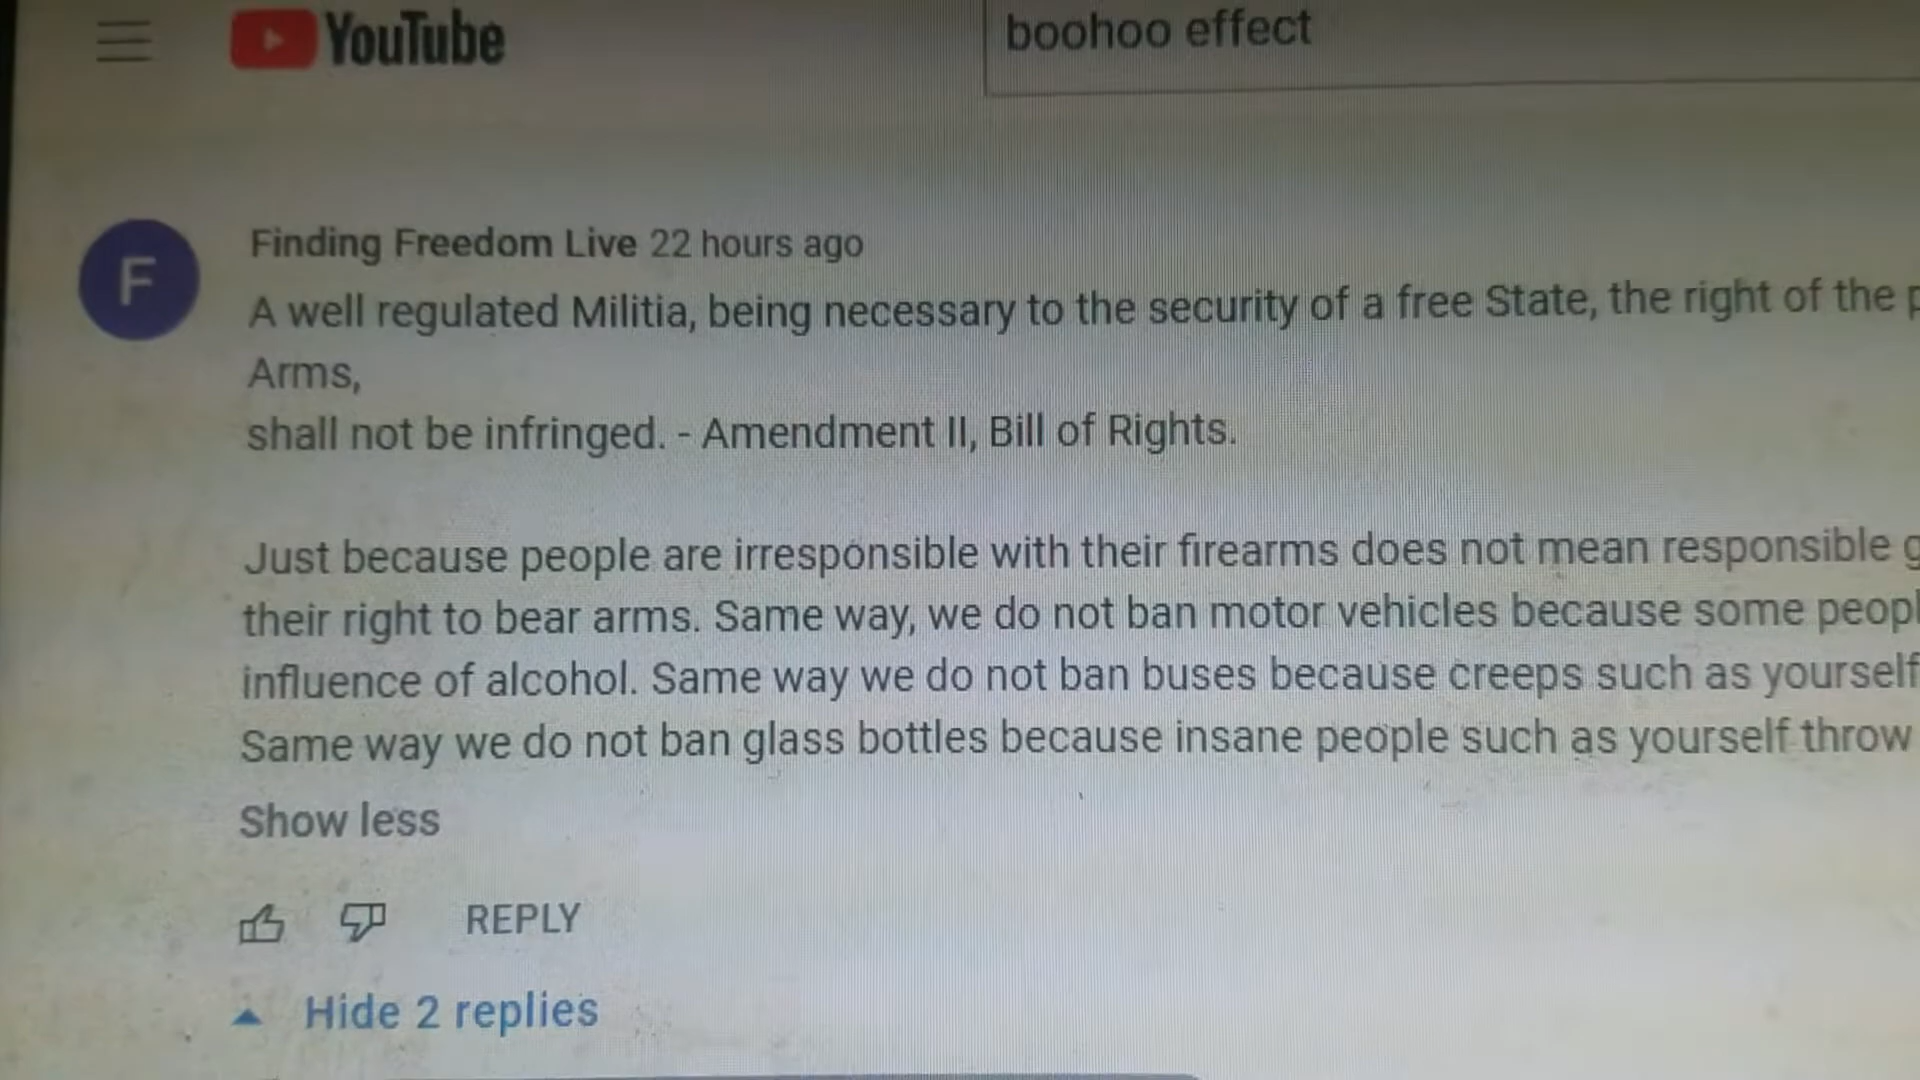 YouTube
boohoo effect
F
Finding Freedom Live 22 hours ago
A well regulated Militia, being necessary to the security of a free State, the right of the
Arms,
shall not be infringed. - Amendment II, Bill of Rights.
Just because people are irresponsible with their firearms does not mean responsible
their right to bear arms. Same way, we do not ban motor vehicles because some
influence of alcohol. Same way we do not ban buses because creeps such as yourself
Same way we do not ban glass bottles because insane people such as yourself throw
Show less
REPLY
Hide 2 replies